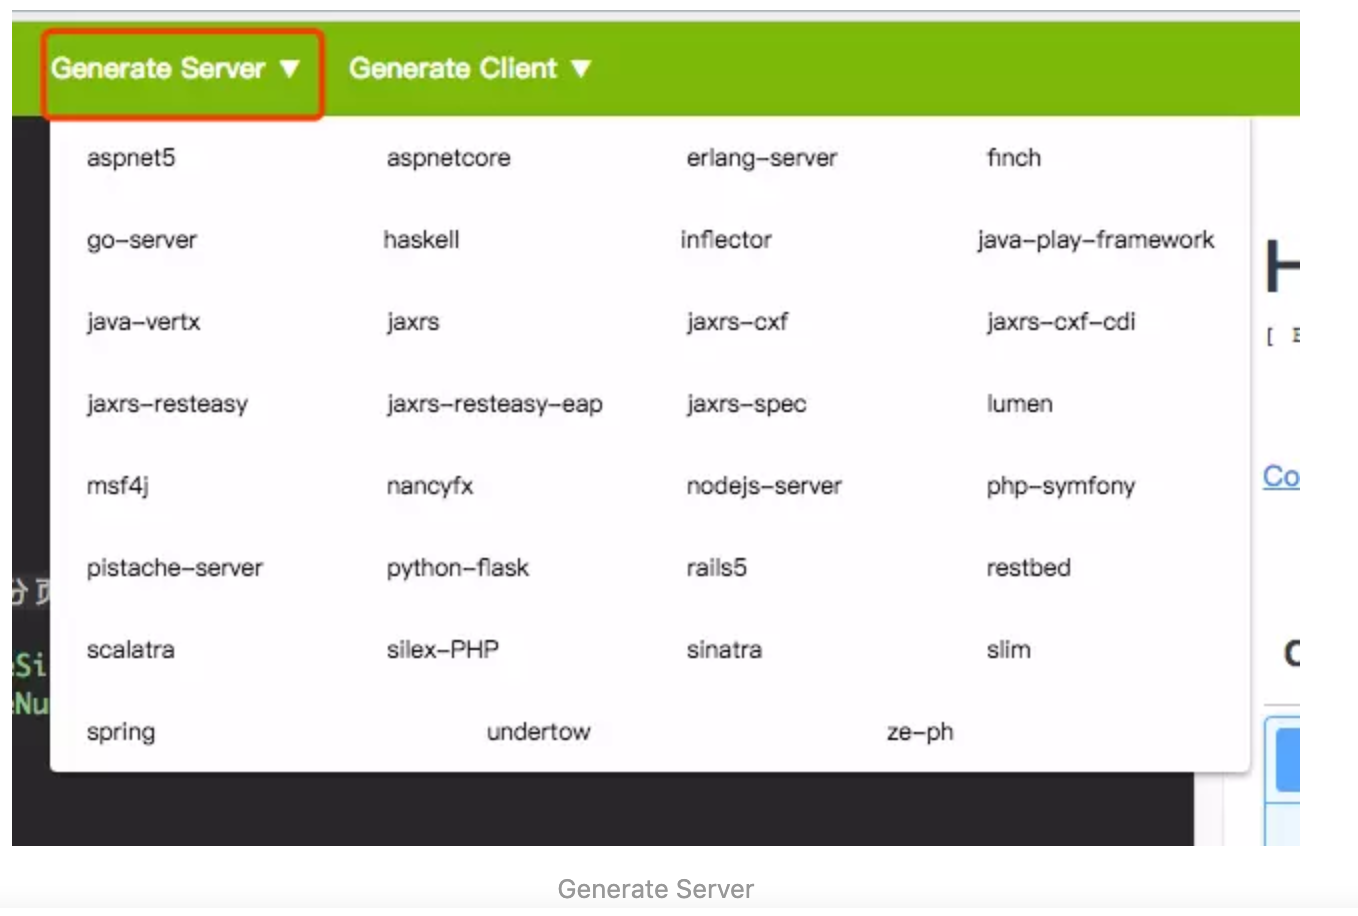 Generate Server ▼ Generate Client ▼
aspnet5 aspnetcore erlang-server finch
go-server haskell inflector java-play-framework
java-vertx jaxrs jaxrs-cxf jaxrs-cxf-cdi
[
jaxrs-resteasy jaxrs-resteasy-eap jaxrs-spec lumen
msf4j nancyfx nodejs-server php-symfony
Co
pistache-server python-flask rails5 restbed
分页
scalatra silex-PHP sinatra slim
Si
Nu
spring undertow ze-ph
Generate Server